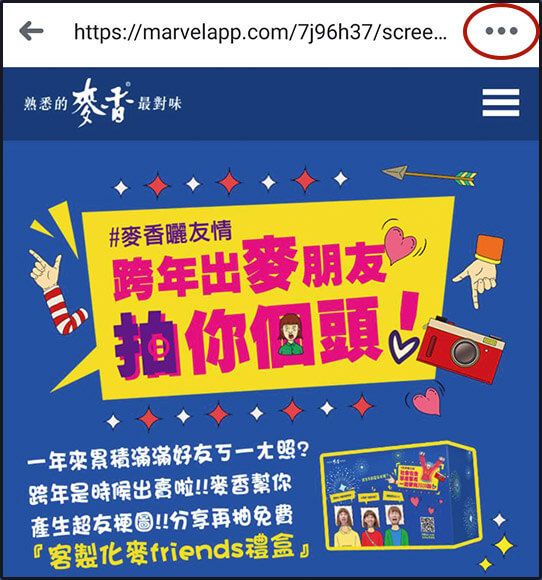 https://marvelapp.com/7j96h37/scree...
熟悉的 麥香® 最對味
#麥香曬友情
跨年出麥朋友
拍你個頭!
一年來累積滿滿好友ㄎㄧㄤ照?
跨年是時候出賣啦!!麥香幫你
產生超友梗圖!!分享再抽免費
『客製化麥friends禮盒』